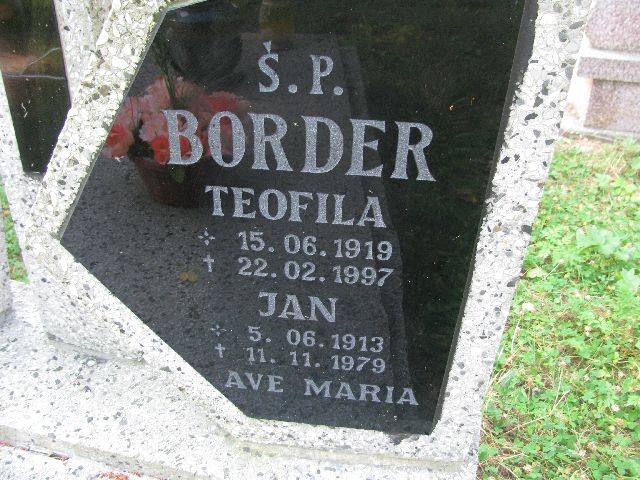 Ś.P.
BORDER
TEOFILA
15.06.1919
† 22.02.1997
JAN
5.06.1913
† 11.11.1979
AVE MARIA